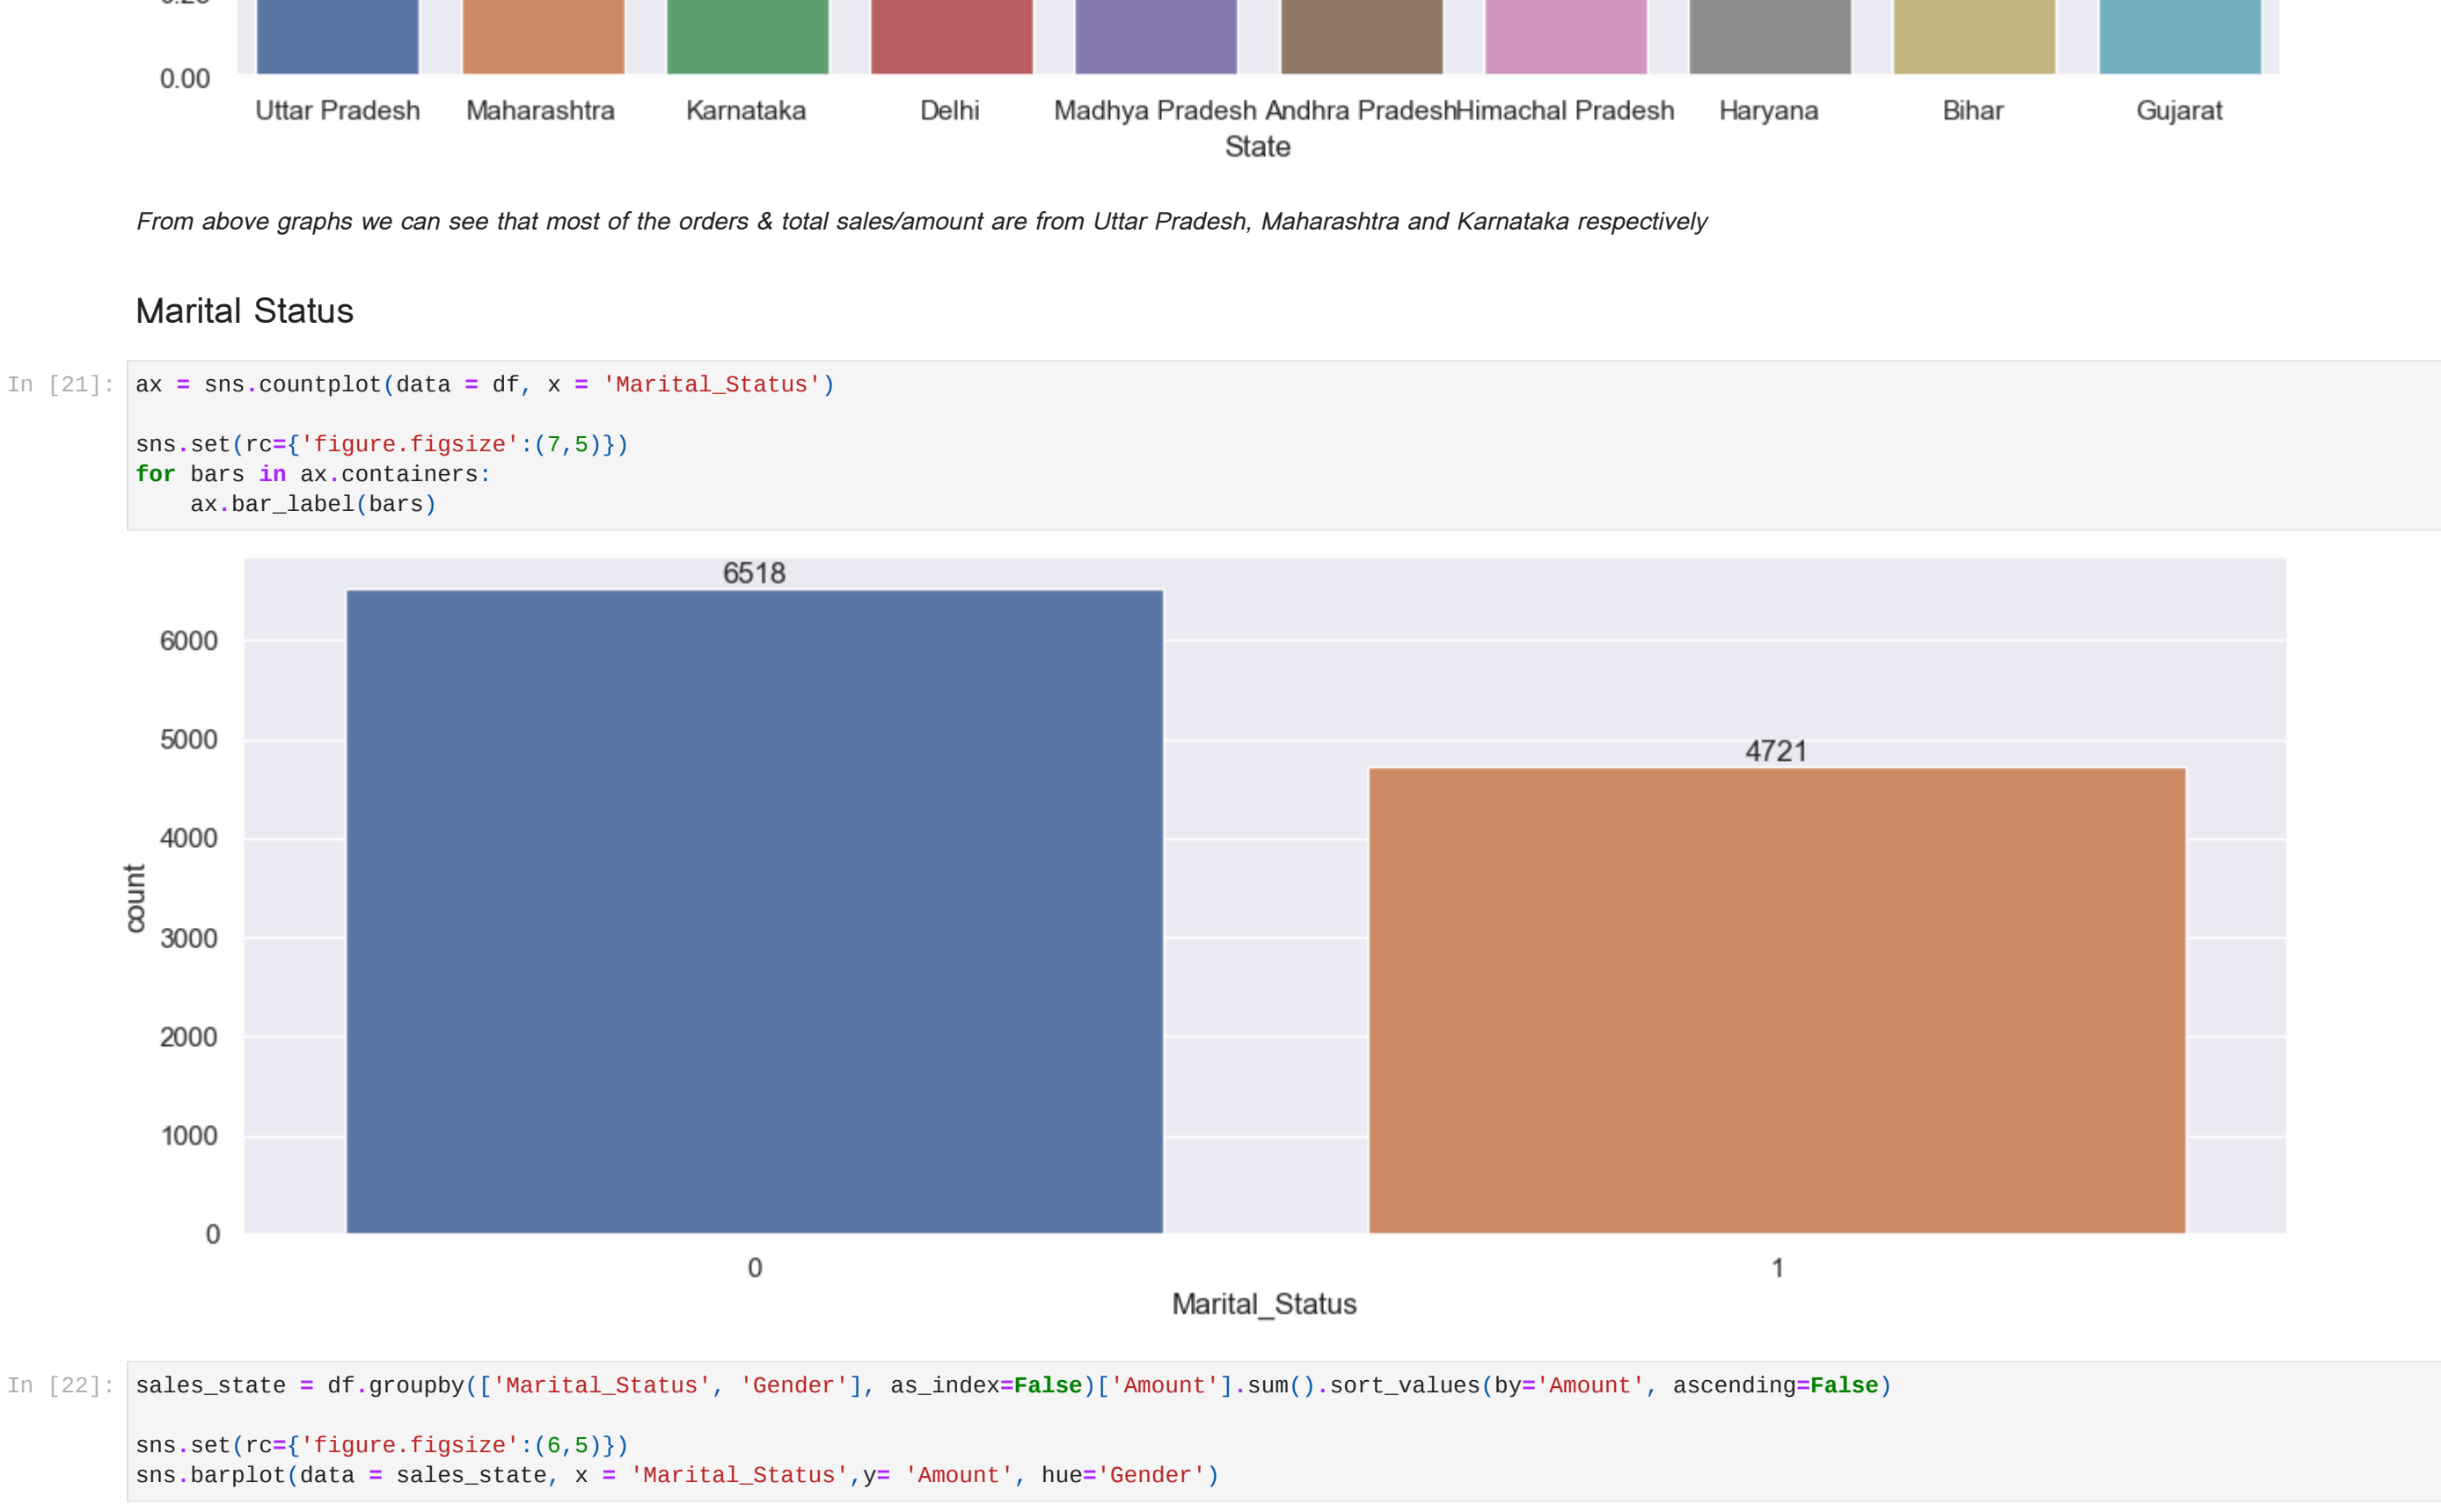 0.00
Uttar Pradesh Maharashtra Karnataka Delhi Madhya Pradesh Andhra Pradesh Himachal Pradesh Haryana Bihar Gujarat
State
From above graphs we can see that most of the orders & total sales/amount are from Uttar Pradesh, Maharashtra and Karnataka respectively
Marital Status
In [21]: ax = sns.countplot(data = df, x = 'Marital_Status')
sns.set(rc={'figure.figsize':(7,5)})
for bars in ax.containers:
    ax.bar_label(bars)
6518
6000
5000
4721
4000
count
3000
2000
1000
0
0 1
Marital_Status
In [22]: sales_state = df.groupby(['Marital_Status', 'Gender'], as_index=False)['Amount'].sum().sort_values(by='Amount', ascending=False)
sns.set(rc={'figure.figsize':(6,5)})
sns.barplot(data = sales_state, x = 'Marital_Status',y= 'Amount', hue='Gender')